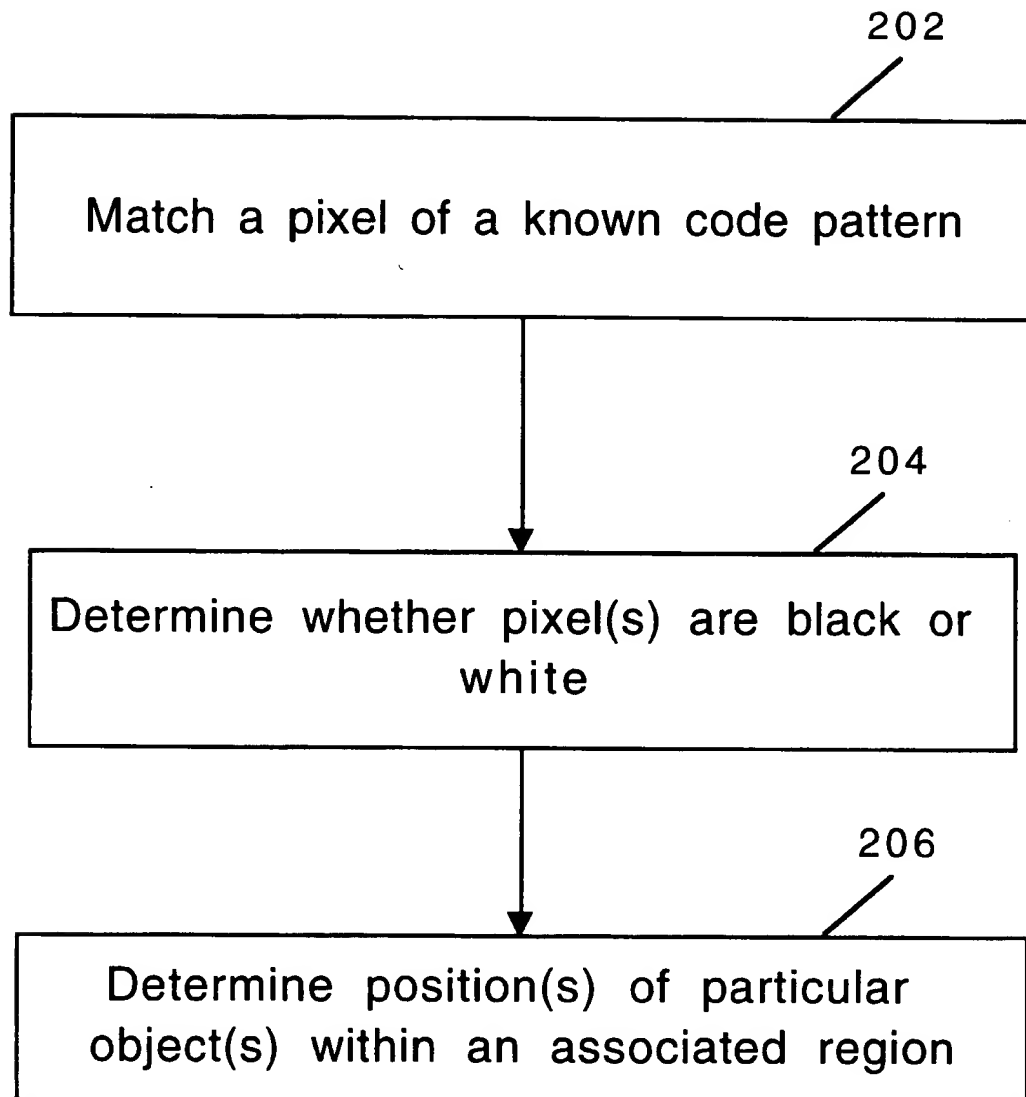 202
Match a pixel of a known code pattern
204
Determine whether pixel(s) are black or
white
206
Determine position(s) of particular
object(s) within an associated region